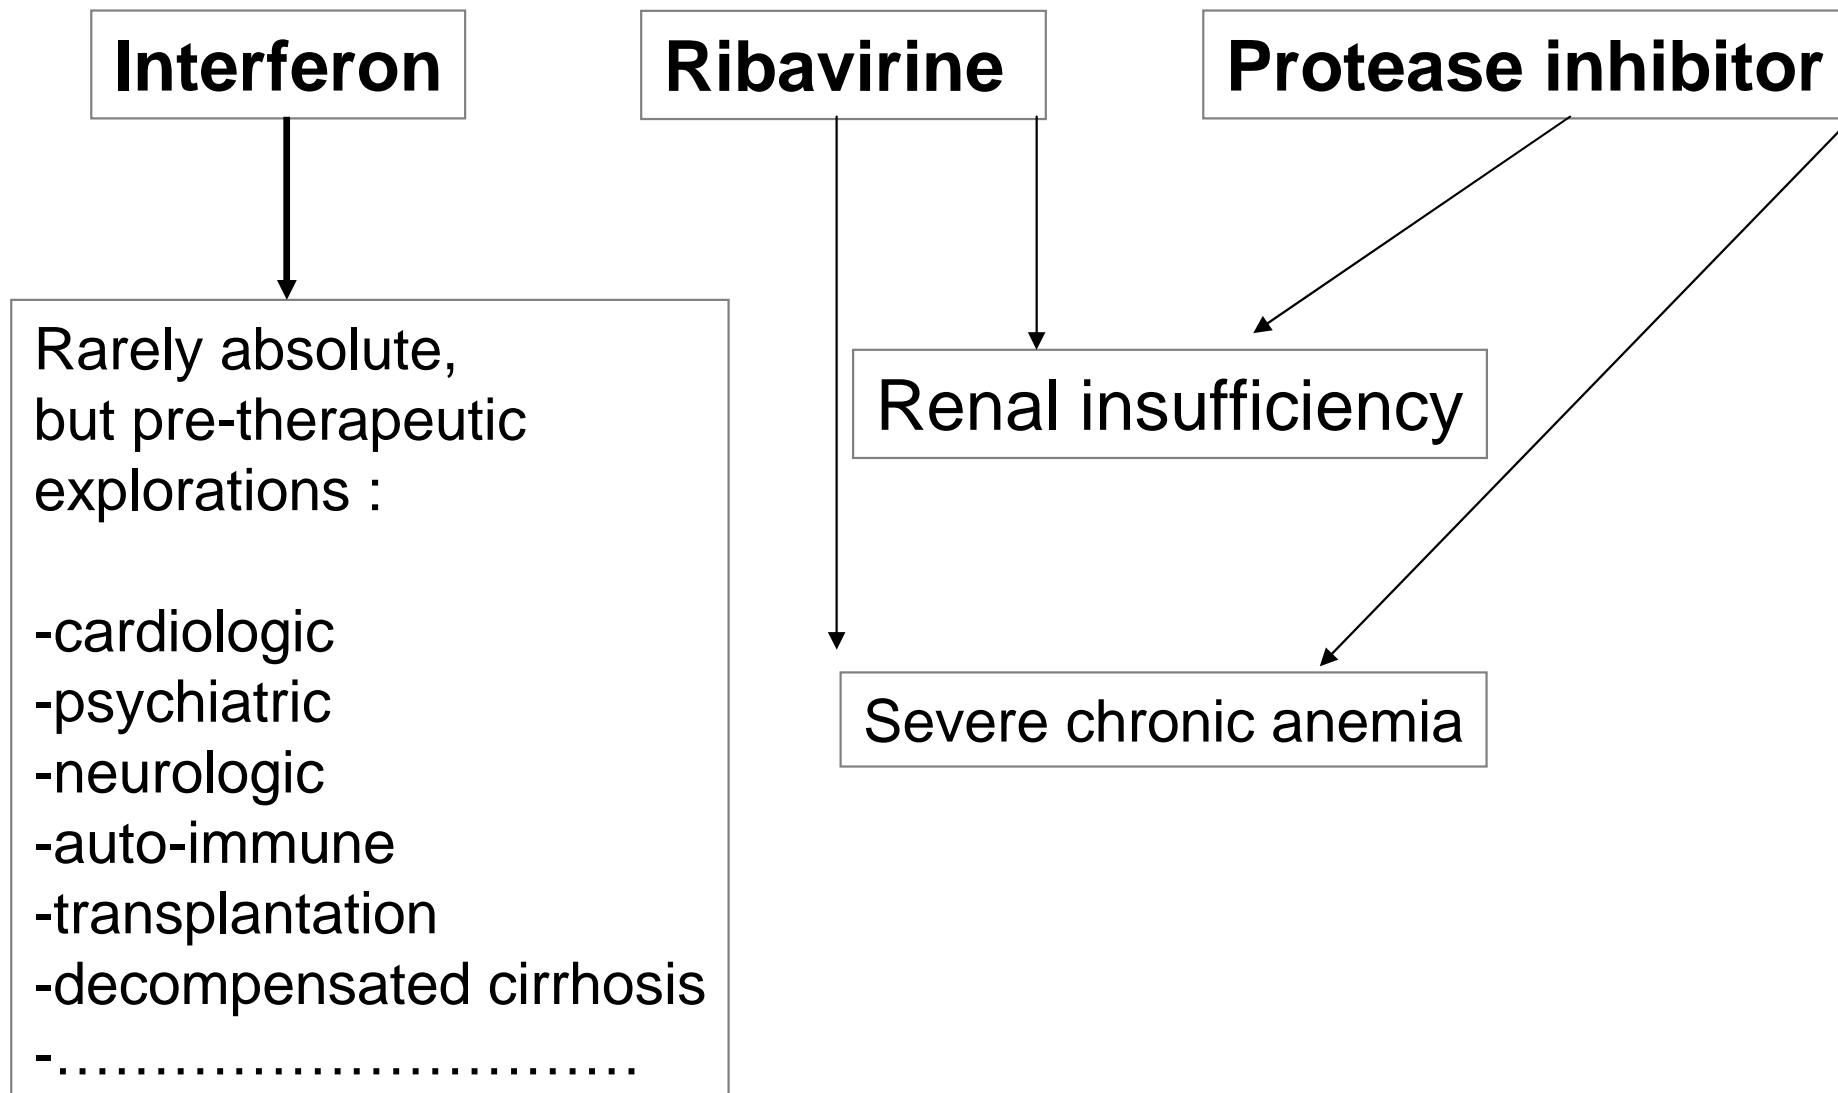 Interferon
Ribavirine
Protease inhibitor
Rarely absolute,
but pre-therapeutic
explorations :
-cardiologic
-psychiatric
-neurologic
-auto-immune
-transplantation
-decompensated cirrhosis
-…………………………
Renal insufficiency
Severe chronic anemia